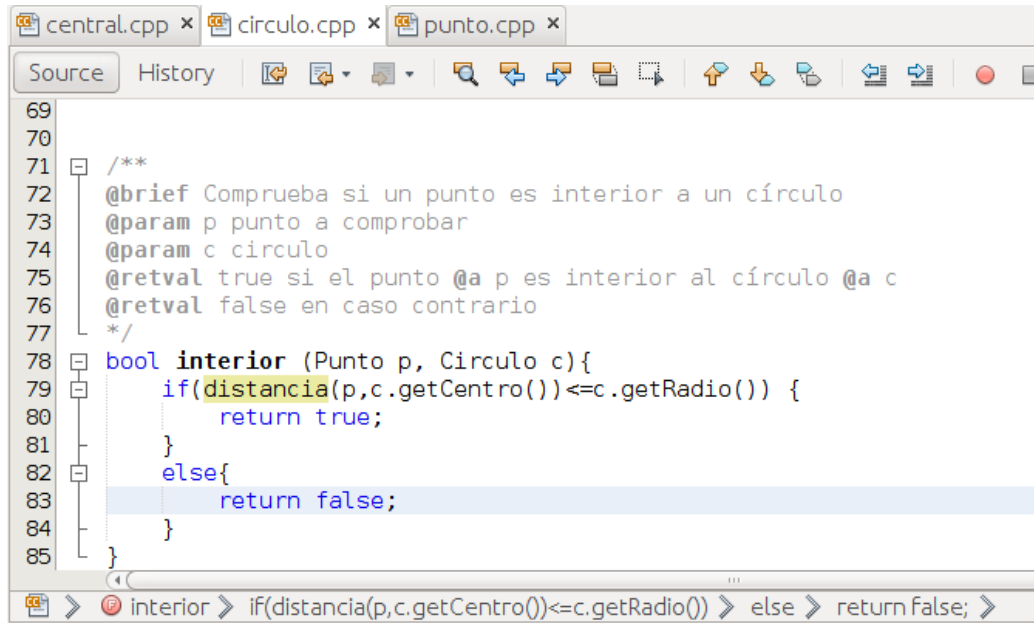 central.cpp × circulo.cpp × punto.cpp ×
Source History
69
70
71 /**
72 @brief Comprueba si un punto es interior a un círculo
73 @param p punto a comprobar
74 @param c circulo
75 @retval true si el punto @a p es interior al círculo @a c
76 @retval false en caso contrario
77 */
78 bool interior (Punto p, Circulo c){
79 if(distancia(p,c.getCentro())<=c.getRadio()) {
80 return true;
81 }
82 else{
83 return false;
84 }
85 }
interior > if(distancia(p,c.getCentro())<=c.getRadio()) > else > return false; >